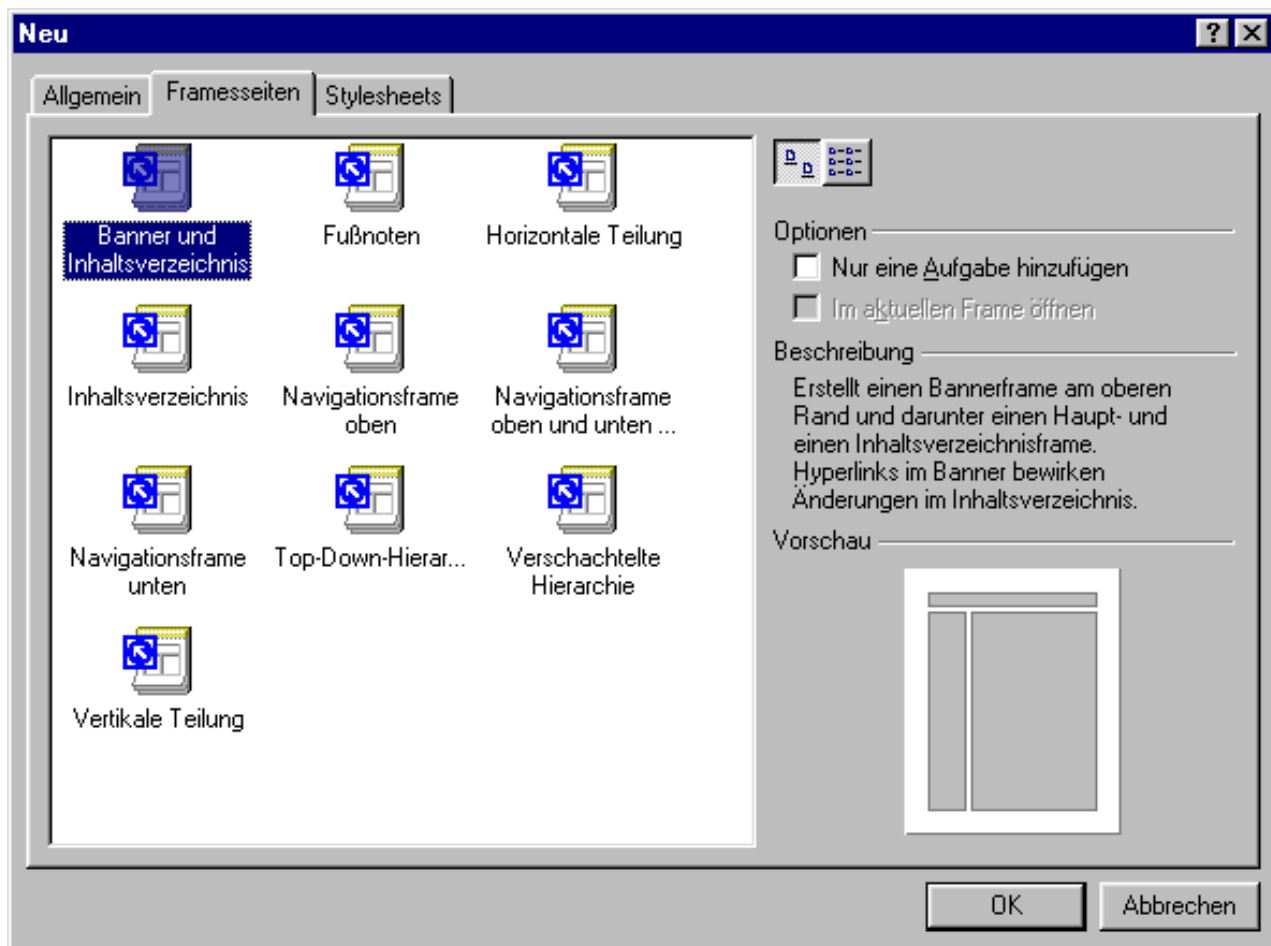 Neu
Allgemein
Framesseiten
Stylesheets
Banner und
Inhaltsverzeichnis
Fußnoten
Horizontale Teilung
Inhaltsverzeichnis
Navigationsframe
oben
Navigationsframe
oben und unten ...
Navigationsframe
unten
Top-Down-Hierar...
Verschachtelte
Hierarchie
Vertikale Teilung
Optionen
Nur eine Aufgabe hinzufügen
Im aktuellen Frame öffnen
Beschreibung
Erstellt einen Bannerframe am oberen
Rand und darunter einen Haupt- und
einen Inhaltsverzeichnisframe.
Hyperlinks im Banner bewirken
Änderungen im Inhaltsverzeichnis.
Vorschau
OK
Abbrechen